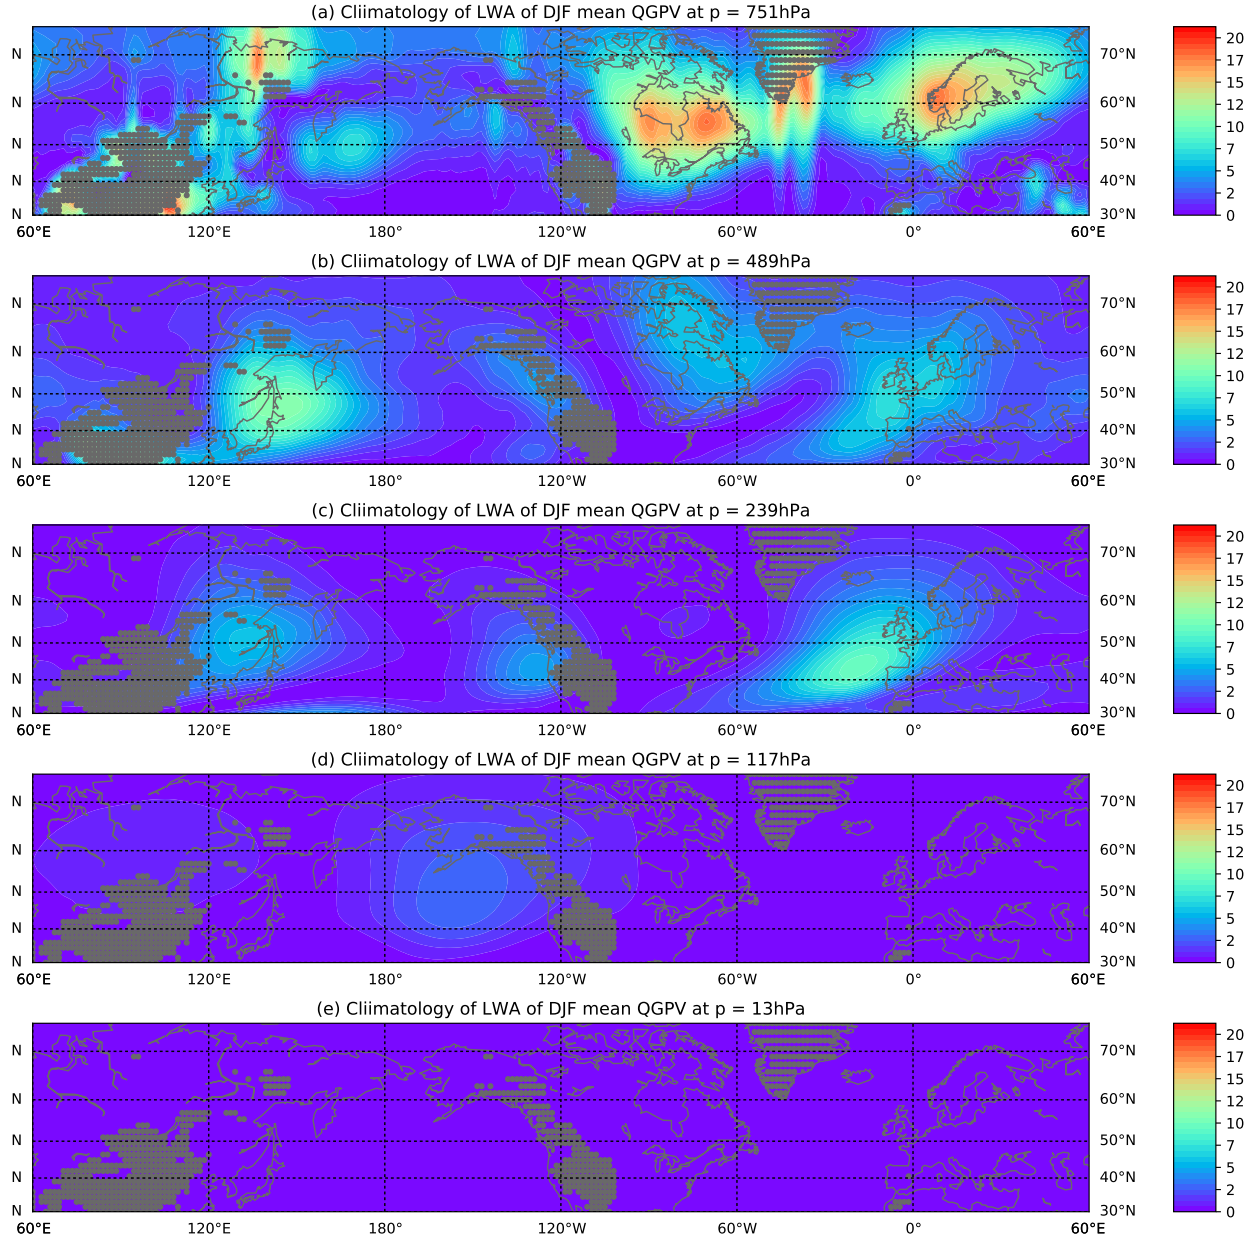 (a) Cliimatology of LWA of DJF mean QGPV at p = 751hPa
N 70°N 20
N 60°N 17
N 50°N 15
N 40°N 13
N 30°N 10
7
5
2
0
60°E 120°E 180° 120°W 60°W 0° 60°E
(b) Cliimatology of LWA of DJF mean QGPV at p = 489hPa
N 70°N 20
N 60°N 17
N 50°N 15
N 40°N 13
N 30°N 10
7
5
2
0
60°E 120°E 180° 120°W 60°W 0° 60°E
(c) Cliimatology of LWA of DJF mean QGPV at p = 239hPa
N 70°N 20
N 60°N 17
N 50°N 15
N 40°N 13
N 30°N 10
7
5
2
0
60°E 120°E 180° 120°W 60°W 0° 60°E
(d) Cliimatology of LWA of DJF mean QGPV at p = 117hPa
N 70°N 20
N 60°N 17
N 50°N 15
N 40°N 13
N 30°N 10
7
5
2
0
60°E 120°E 180° 120°W 60°W 0° 60°E
(e) Cliimatology of LWA of DJF mean QGPV at p = 13hPa
N 70°N 20
N 60°N 17
N 50°N 15
N 40°N 13
N 30°N 10
7
5
2
0
60°E 120°E 180° 120°W 60°W 0° 60°E